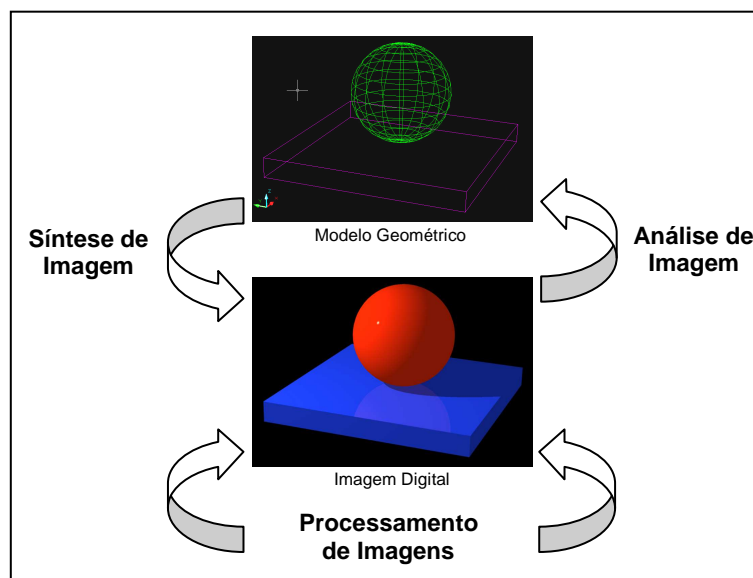 Modelo Geométrico
Síntese de
Imagem
Análise de
Imagem
Imagem Digital
Processamento
de Imagens